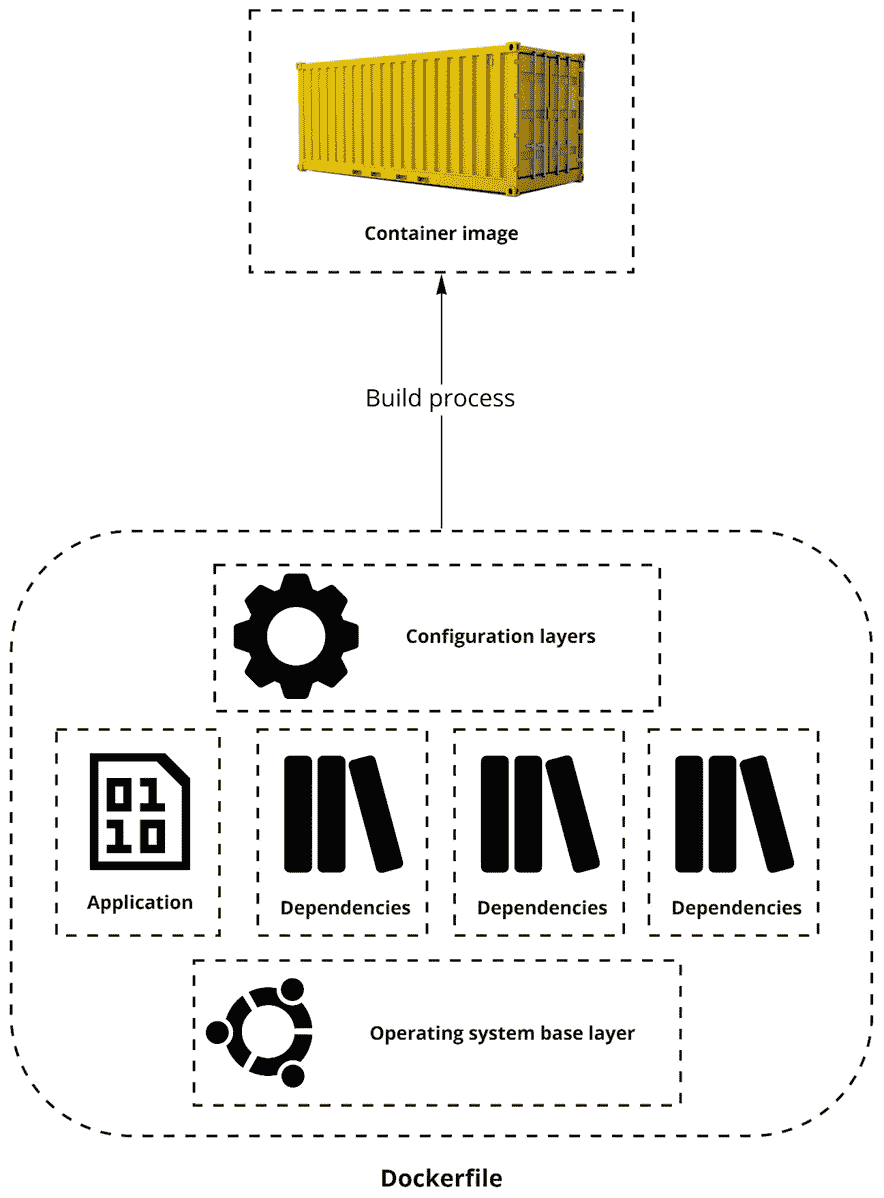 Container image
Build process
Configuration layers
01
10
Application
Dependencies
Dependencies
Dependencies
Operating system base layer
Dockerfile